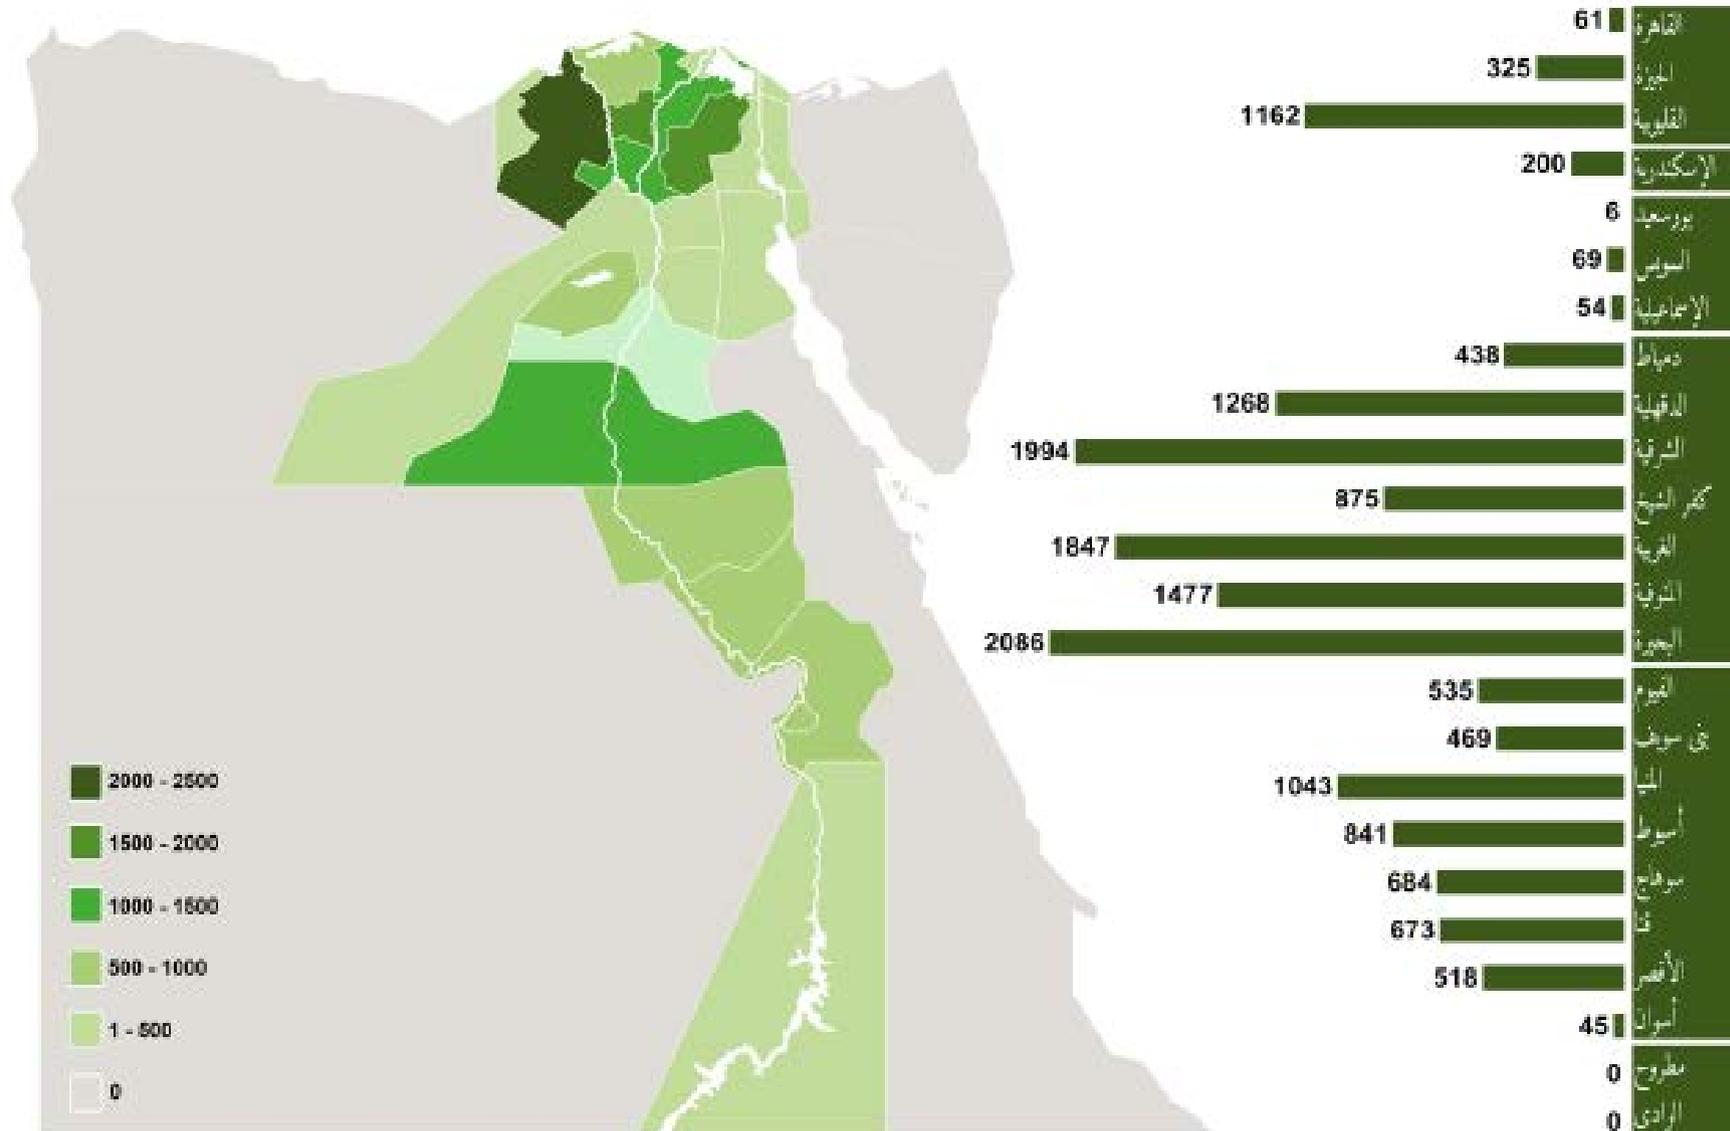 61 القاهرة
325 الجيزة
1162 القليوبية
200 الإسكندرية
6 بورسعيد
69 السويس
54 الإسماعيلية
438 دمياط
1268 الدقهلية
1994 الشرقية
875 كفر الشيخ
1847 الغربية
1477 المنوفية
2086 البحيرة
535 الفيوم
469 بنى سويف
1043 المنيا
841 أسيوط
684 سوهاج
673 قنا
518 الأقصر
45 أسوان
0 مطروح
0 الوادى
2000 - 2500
1500 - 2000
1000 - 1500
500 - 1000
1 - 500
0